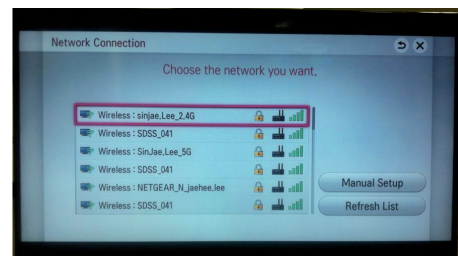 Network Connection
Choose the network you want.
Wireless : sinjae,Lee_2,4G
Wireless : SDSS_041
Wireless : SinJae,Lee_5G
Wireless : SDSS_041
Wireless : NETGEAR_N_jaehee,lee
Wireless : SDSS_041
Manual Setup
Refresh List